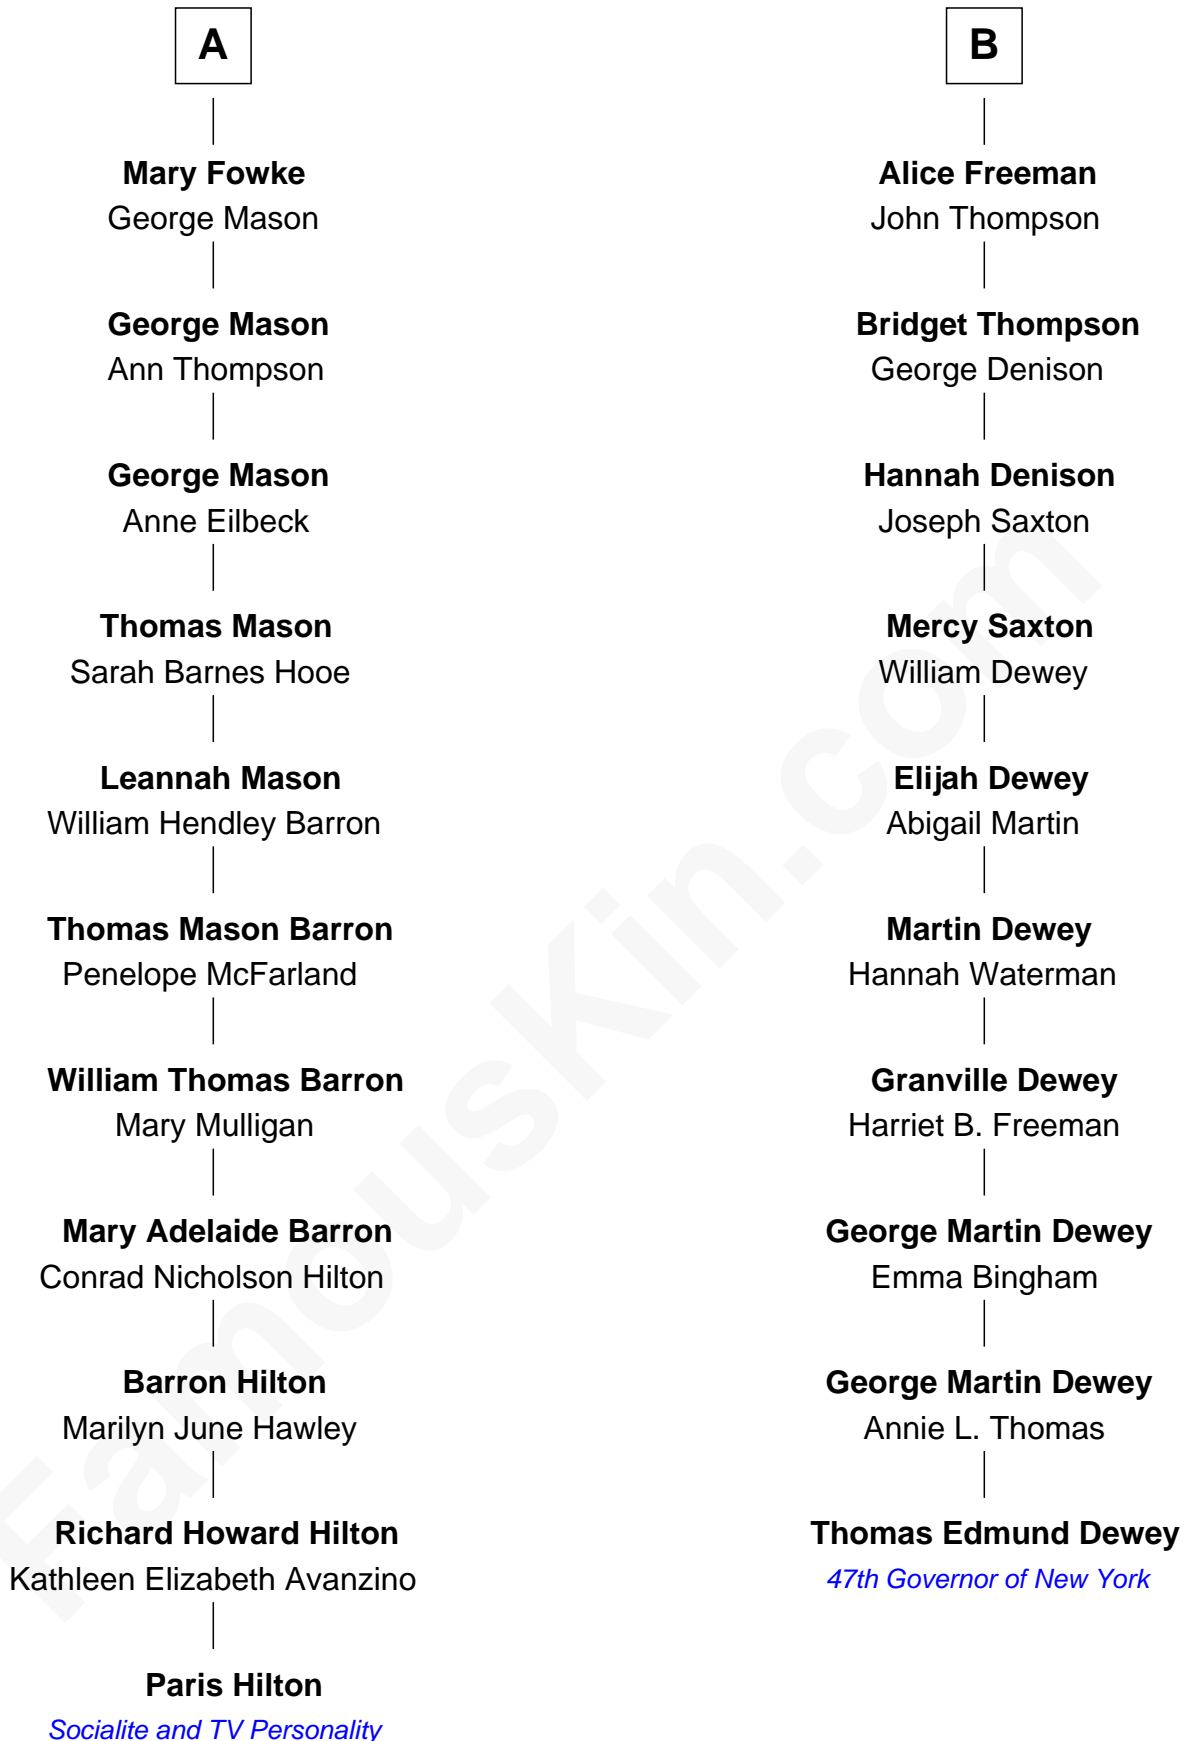 A
Mary Fowke
George Mason
George Mason
Ann Thompson
George Mason
Anne Eilbeck
Thomas Mason
Sarah Barnes Hooe
Leannah Mason
William Hendley Barron
Thomas Mason Barron
Penelope McFarland
William Thomas Barron
Mary Mulligan
Mary Adelaide Barron
Conrad Nicholson Hilton
Barron Hilton
Marilyn June Hawley
Richard Howard Hilton
Kathleen Elizabeth Avanzino
Paris Hilton
Socialite and TV Personality
B
Alice Freeman
John Thompson
Bridget Thompson
George Denison
Hannah Denison
Joseph Saxton
Mercy Saxton
William Dewey
Elijah Dewey
Abigail Martin
Martin Dewey
Hannah Waterman
Granville Dewey
Harriet B. Freeman
George Martin Dewey
Emma Bingham
George Martin Dewey
Annie L. Thomas
Thomas Edmund Dewey
47th Governor of New York
FamousKin.com